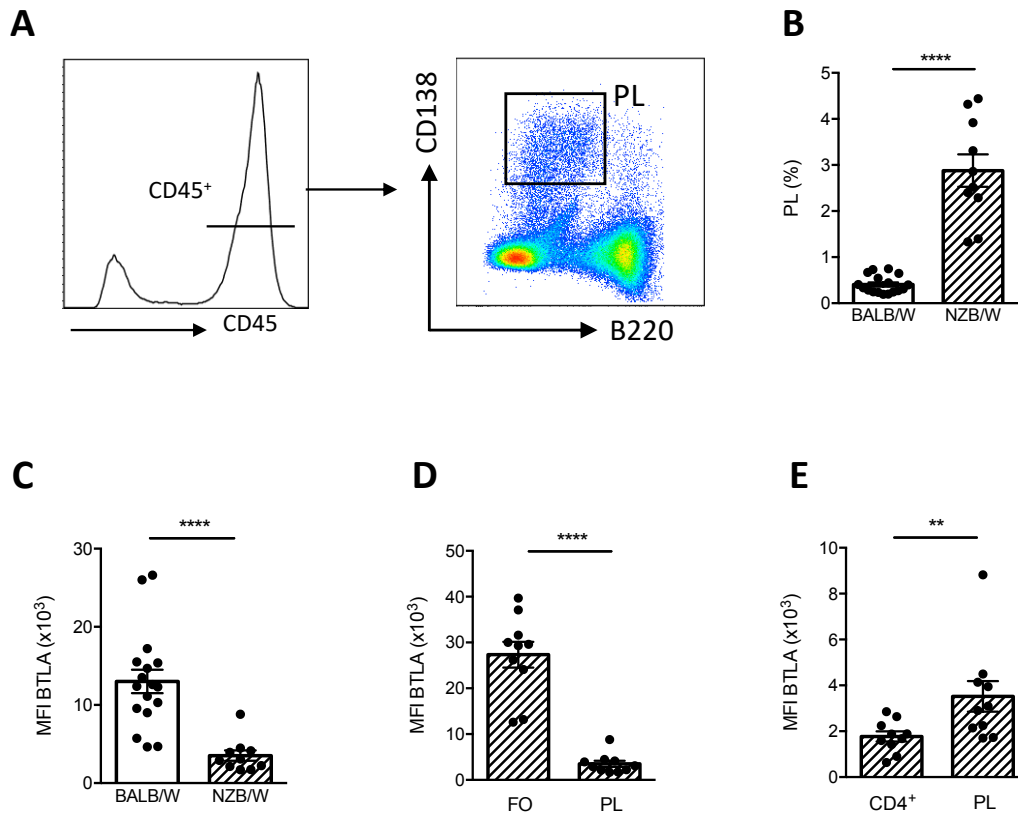 A
CD45⁺
CD45
CD138
PL
B220
B
****
PL (%)
5
4
3
2
1
0
BALB/W NZB/W
C
****
MFI BTLA (x10³)
30
20
10
0
BALB/W NZB/W
D
****
MFI BTLA (x10³)
50
40
30
20
10
0
FO PL
E
**
MFI BTLA (x10³)
10
8
6
4
2
0
CD4⁺ PL